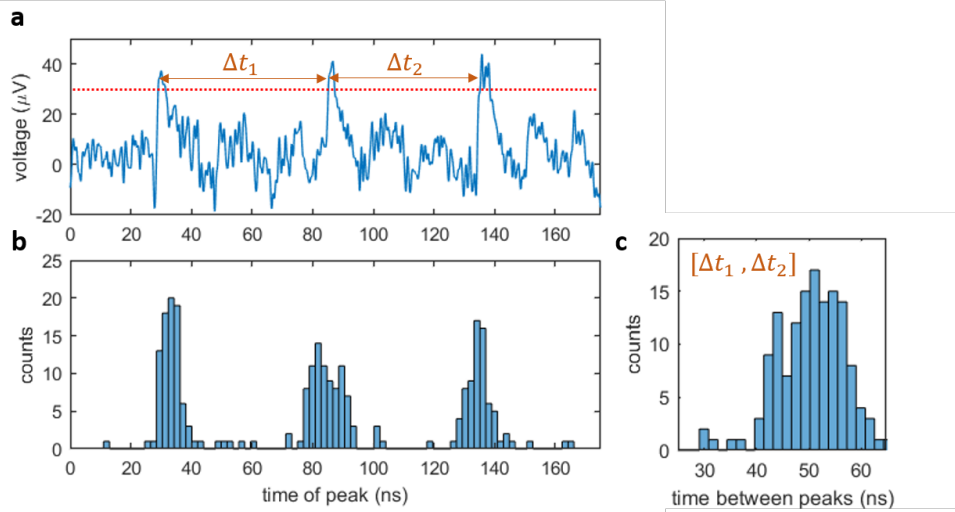 a
Δt1 Δt2
voltage (μV)
40
20
0
-20
0 20 40 60 80 100 120 140 160
b
counts
25
20
15
10
5
0
0 20 40 60 80 100 120 140 160
time of peak (ns)
c
[Δt1 , Δt2]
counts
20
15
10
5
0
30 40 50 60
time between peaks (ns)